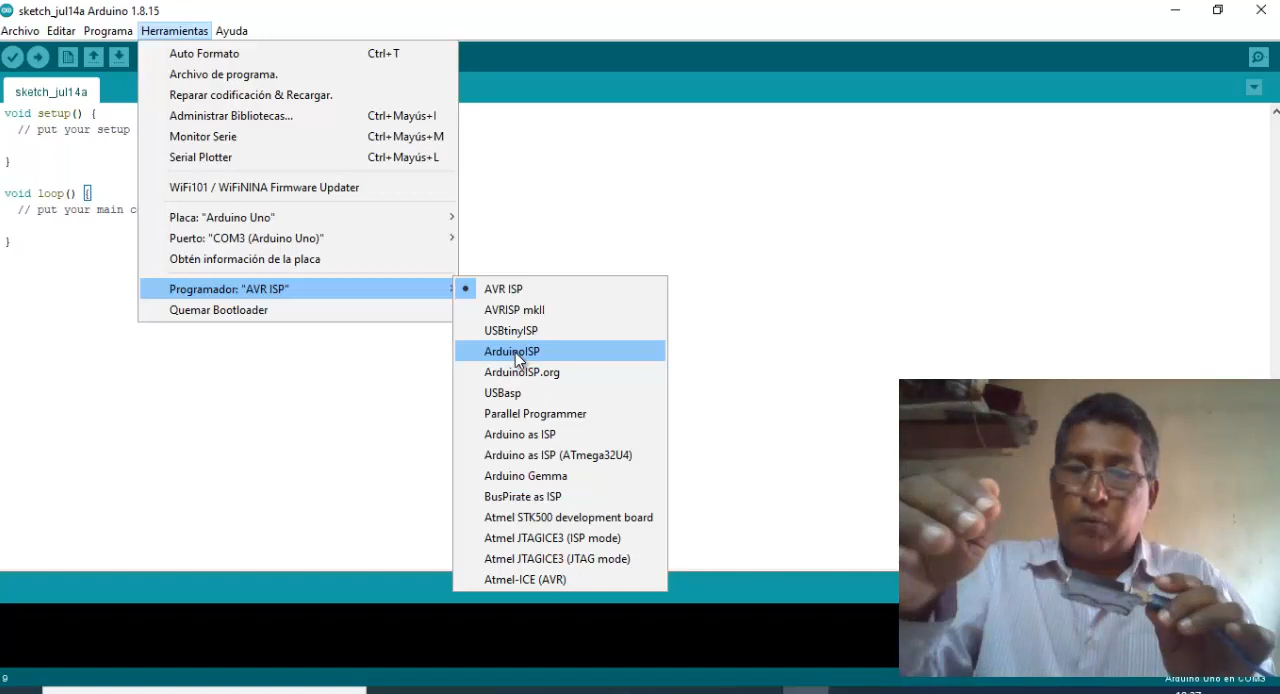 sketch_jul14a Arduino 1.8.15
Archivo Editar Programa Herramientas Ayuda
sketch_jul14a
void setup() {
// put your setup
}
void loop() {
// put your main c
}
Auto Formato Ctrl+T
Archivo de programa.
Reparar codificación & Recargar.
Administrar Bibliotecas... Ctrl+Mayús+I
Monitor Serie Ctrl+Mayús+M
Serial Plotter Ctrl+Mayús+L
WiFi101 / WiFiNINA Firmware Updater
Placa: "Arduino Uno"
Puerto: "COM3 (Arduino Uno)"
Obtén información de la placa
Programador: "AVR ISP"
Quemar Bootloader
AVR ISP
AVRISP mkII
USBtinyISP
ArduinoISP
ArduinoISP.org
USBasp
Parallel Programmer
Arduino as ISP
Arduino as ISP (ATmega32U4)
Arduino Gemma
BusPirate as ISP
Atmel STK500 development board
Atmel JTAGICE3 (ISP mode)
Atmel JTAGICE3 (JTAG mode)
Atmel-ICE (AVR)
9
Arduino Uno en COM3